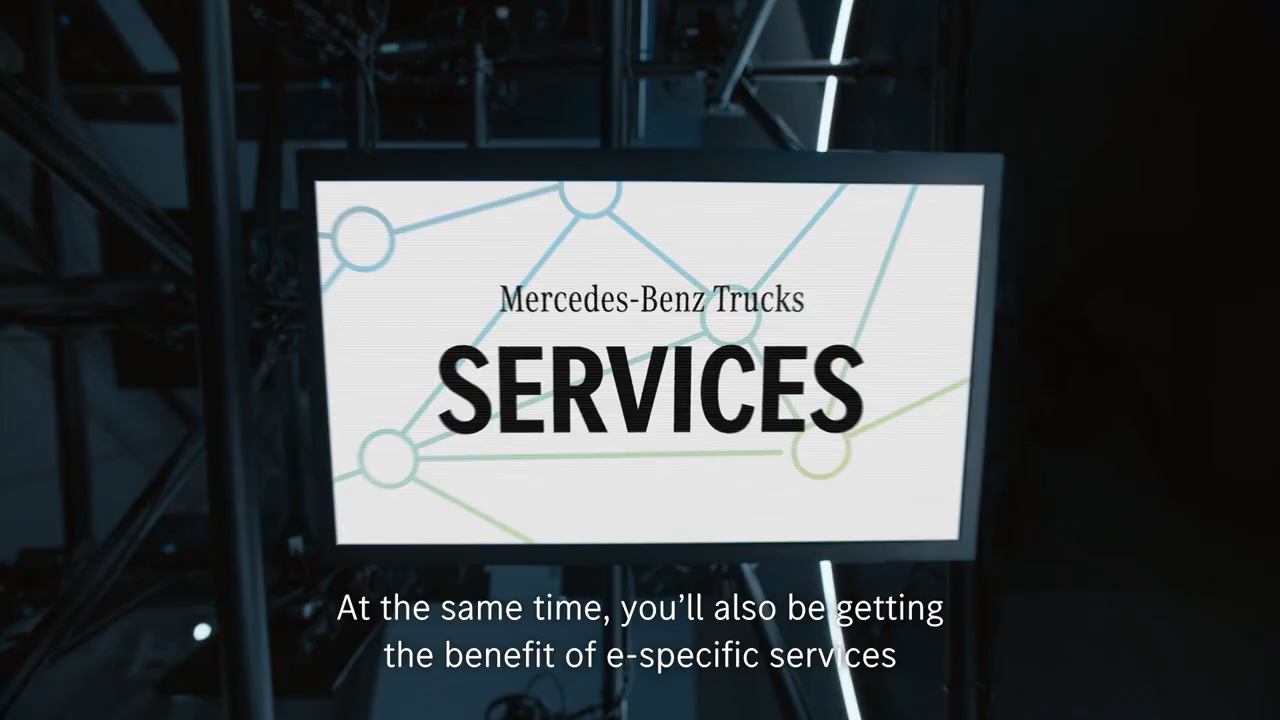 Mercedes-Benz Trucks
SERVICES
At the same time, you’ll also be getting
the benefit of e-specific services